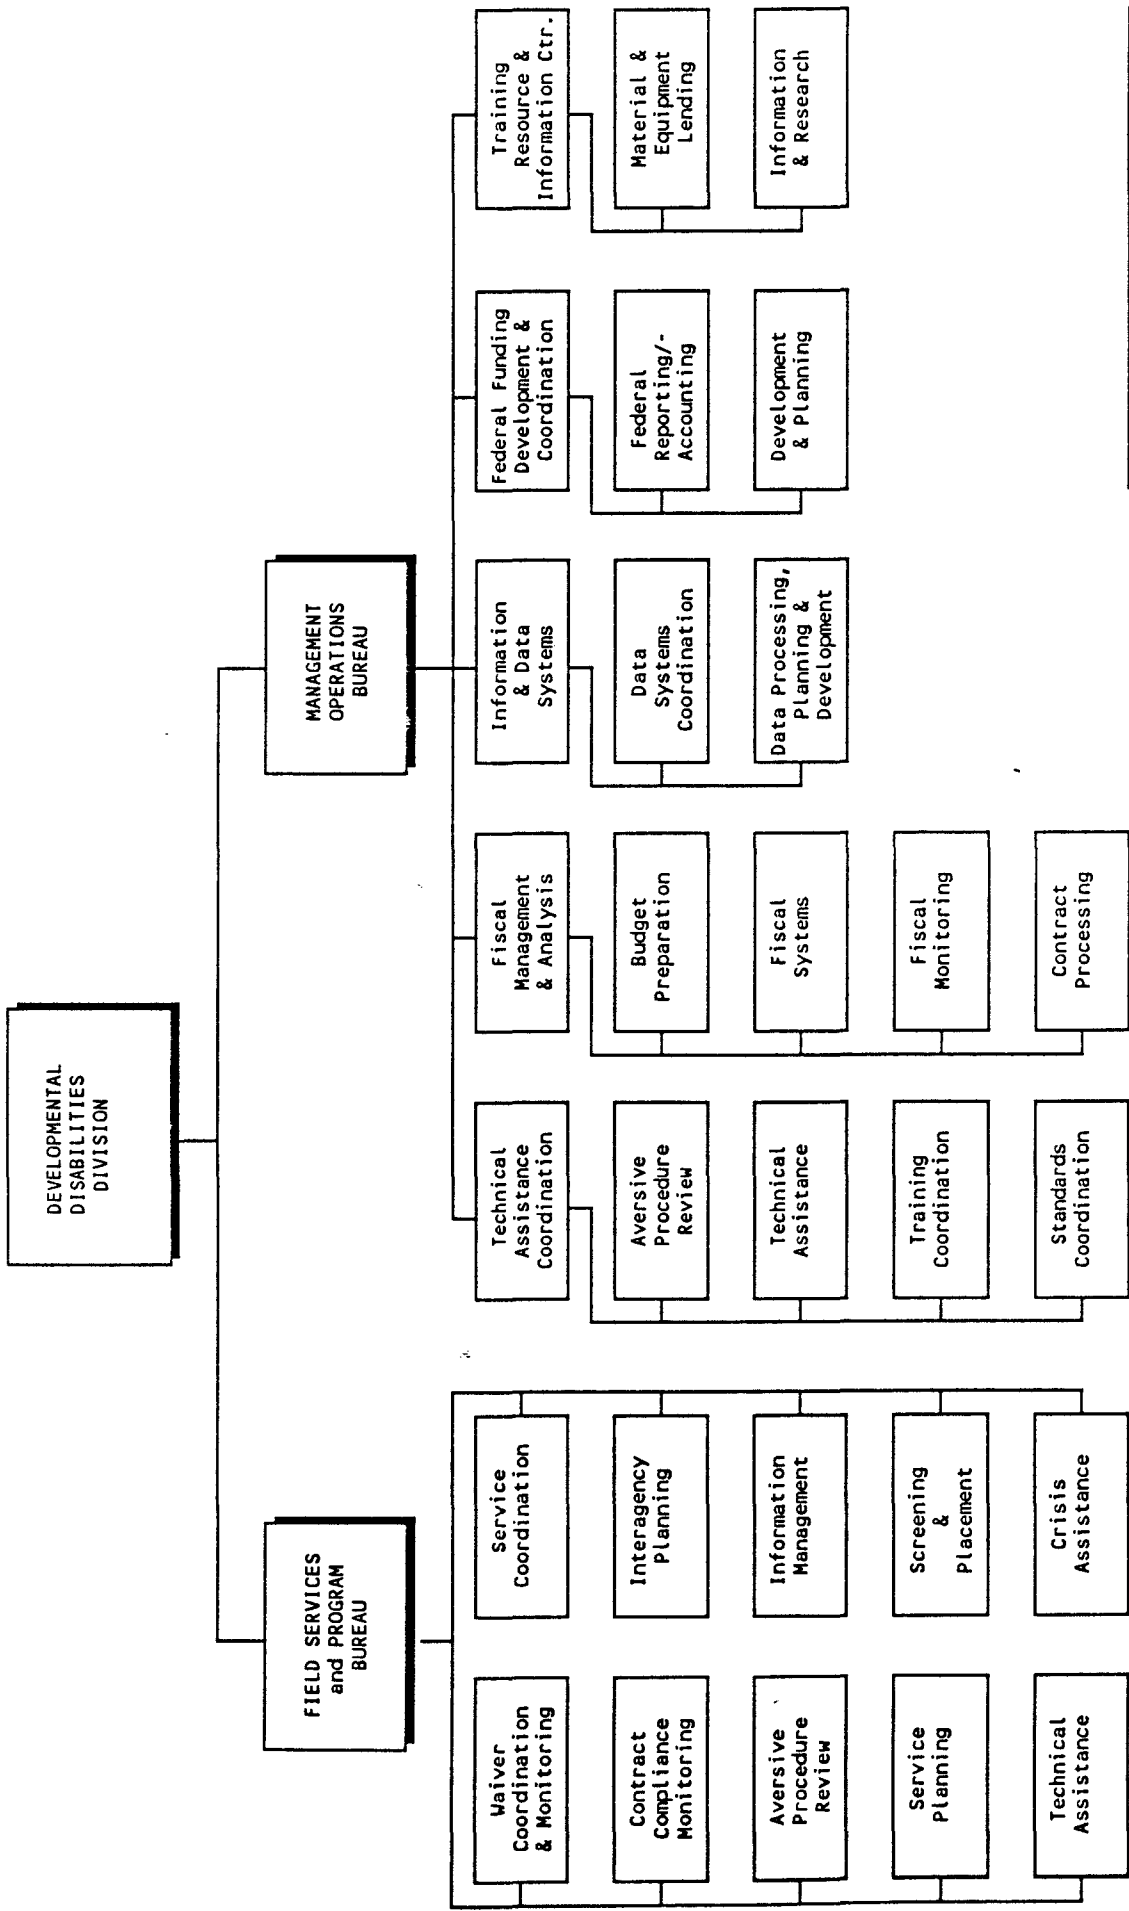 DEVELOPMENTAL
DISABILITIES
DIVISION
FIELD SERVICES
and PROGRAM
BUREAU
MANAGEMENT
OPERATIONS
BUREAU
Waiver
Coordination
& Monitoring
Contract
Compliance
Monitoring
Aversive
Procedure
Review
Service
Planning
Technical
Assistance
Service
Coordination
Interagency
Planning
Information
Management
Screening
&
Placement
Crisis
Assistance
Technical
Assistance
Coordination
Aversive
Procedure
Review
Technical
Assistance
Training
Coordination
Standards
Coordination
Fiscal
Management
& Analysis
Budget
Preparation
Fiscal
Systems
Fiscal
Monitoring
Contract
Processing
Information
& Data
Systems
Data
Systems
Coordination
Data Processing,
Planning &
Development
Federal Funding
Development &
Coordination
Federal
Reporting/-
Accounting
Development
& Planning
Training
Resource &
Information Ctr.
Material &
Equipment
Lending
Information
& Research